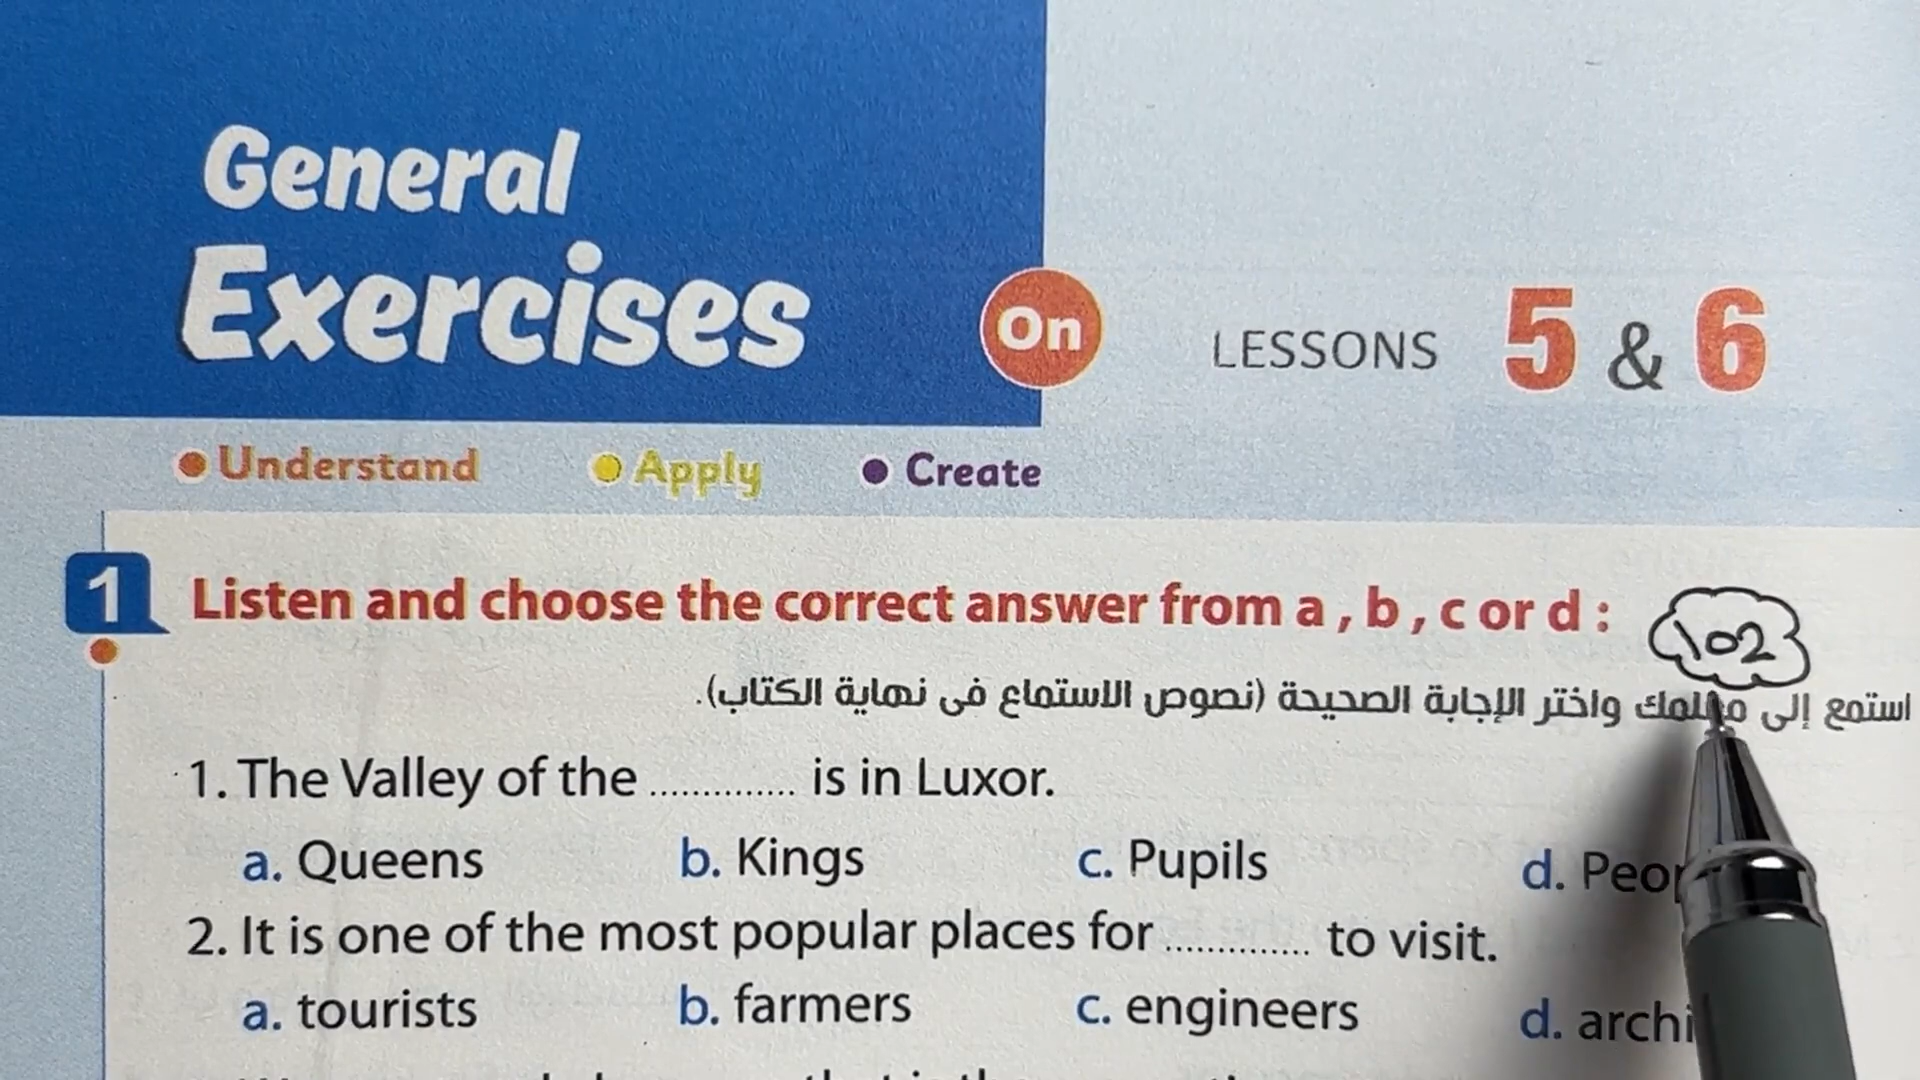 General
Exercises
On
LESSONS 5 & 6
Understand
Apply
Create
1 Listen and choose the correct answer from a , b , c or d :
102
استمع إلى معلمك واختر الإجابة الصحيحة (نصوص الاستماع فى نهاية الكتاب).
1. The Valley of the .............. is in Luxor.
a. Queens b. Kings c. Pupils d.
2. It is one of the most popular places for .............. to visit.
a. tourists b. farmers c. engineers d.